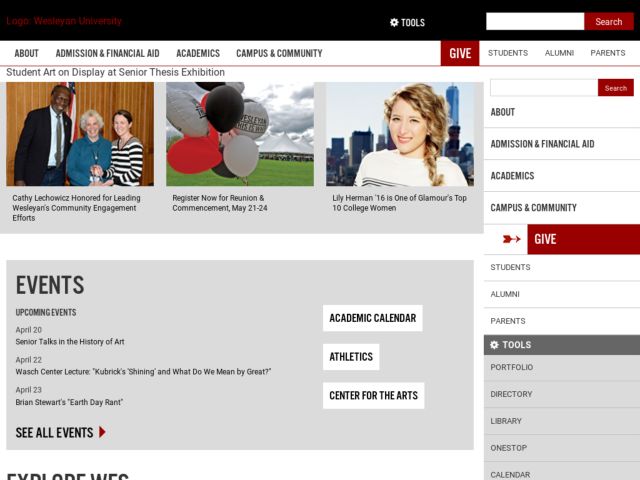 Logo: Wesleyan University
TOOLS
Search
ABOUT
ADMISSION & FINANCIAL AID
ACADEMICS
CAMPUS & COMMUNITY
GIVE
STUDENTS
ALUMNI
PARENTS
Student Art on Display at Senior Thesis Exhibition
WESLEYAN
THIS IS WHY
Cathy Lechowicz Honored for Leading
Wesleyan's Community Engagement
Efforts
Register Now for Reunion &
Commencement, May 21-24
Lily Herman '16 is One of Glamour's Top
10 College Women
EVENTS
UPCOMING EVENTS
April 20
Senior Talks in the History of Art
April 22
Wasch Center Lecture: "Kubrick's 'Shining' and What Do We Mean by Great?"
April 23
Brian Stewart's "Earth Day Rant"
SEE ALL EVENTS
ACADEMIC CALENDAR
ATHLETICS
CENTER FOR THE ARTS
EXPLORE WES
Search
ABOUT
ADMISSION & FINANCIAL AID
ACADEMICS
CAMPUS & COMMUNITY
GIVE
STUDENTS
ALUMNI
PARENTS
TOOLS
PORTFOLIO
DIRECTORY
LIBRARY
ONESTOP
CALENDAR